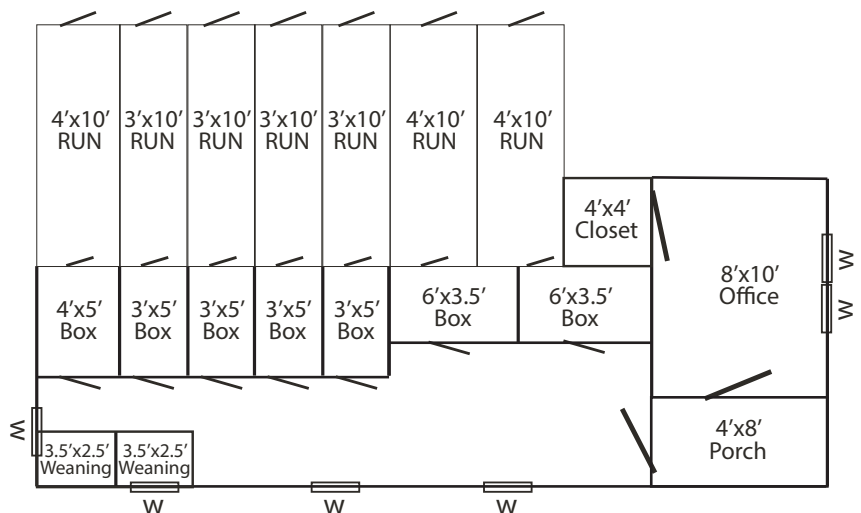 4'x10'
RUN
3'x10'
RUN
3'x10'
RUN
3'x10'
RUN
3'x10'
RUN
4'x10'
RUN
4'x10'
RUN
4'x4'
Closet
8'x10'
Office
W
W
4'x5'
Box
3'x5'
Box
3'x5'
Box
3'x5'
Box
3'x5'
Box
6'x3.5'
Box
6'x3.5'
Box
4'x8'
Porch
W
3.5'x2.5'
Weaning
3.5'x2.5'
Weaning
W
W
W